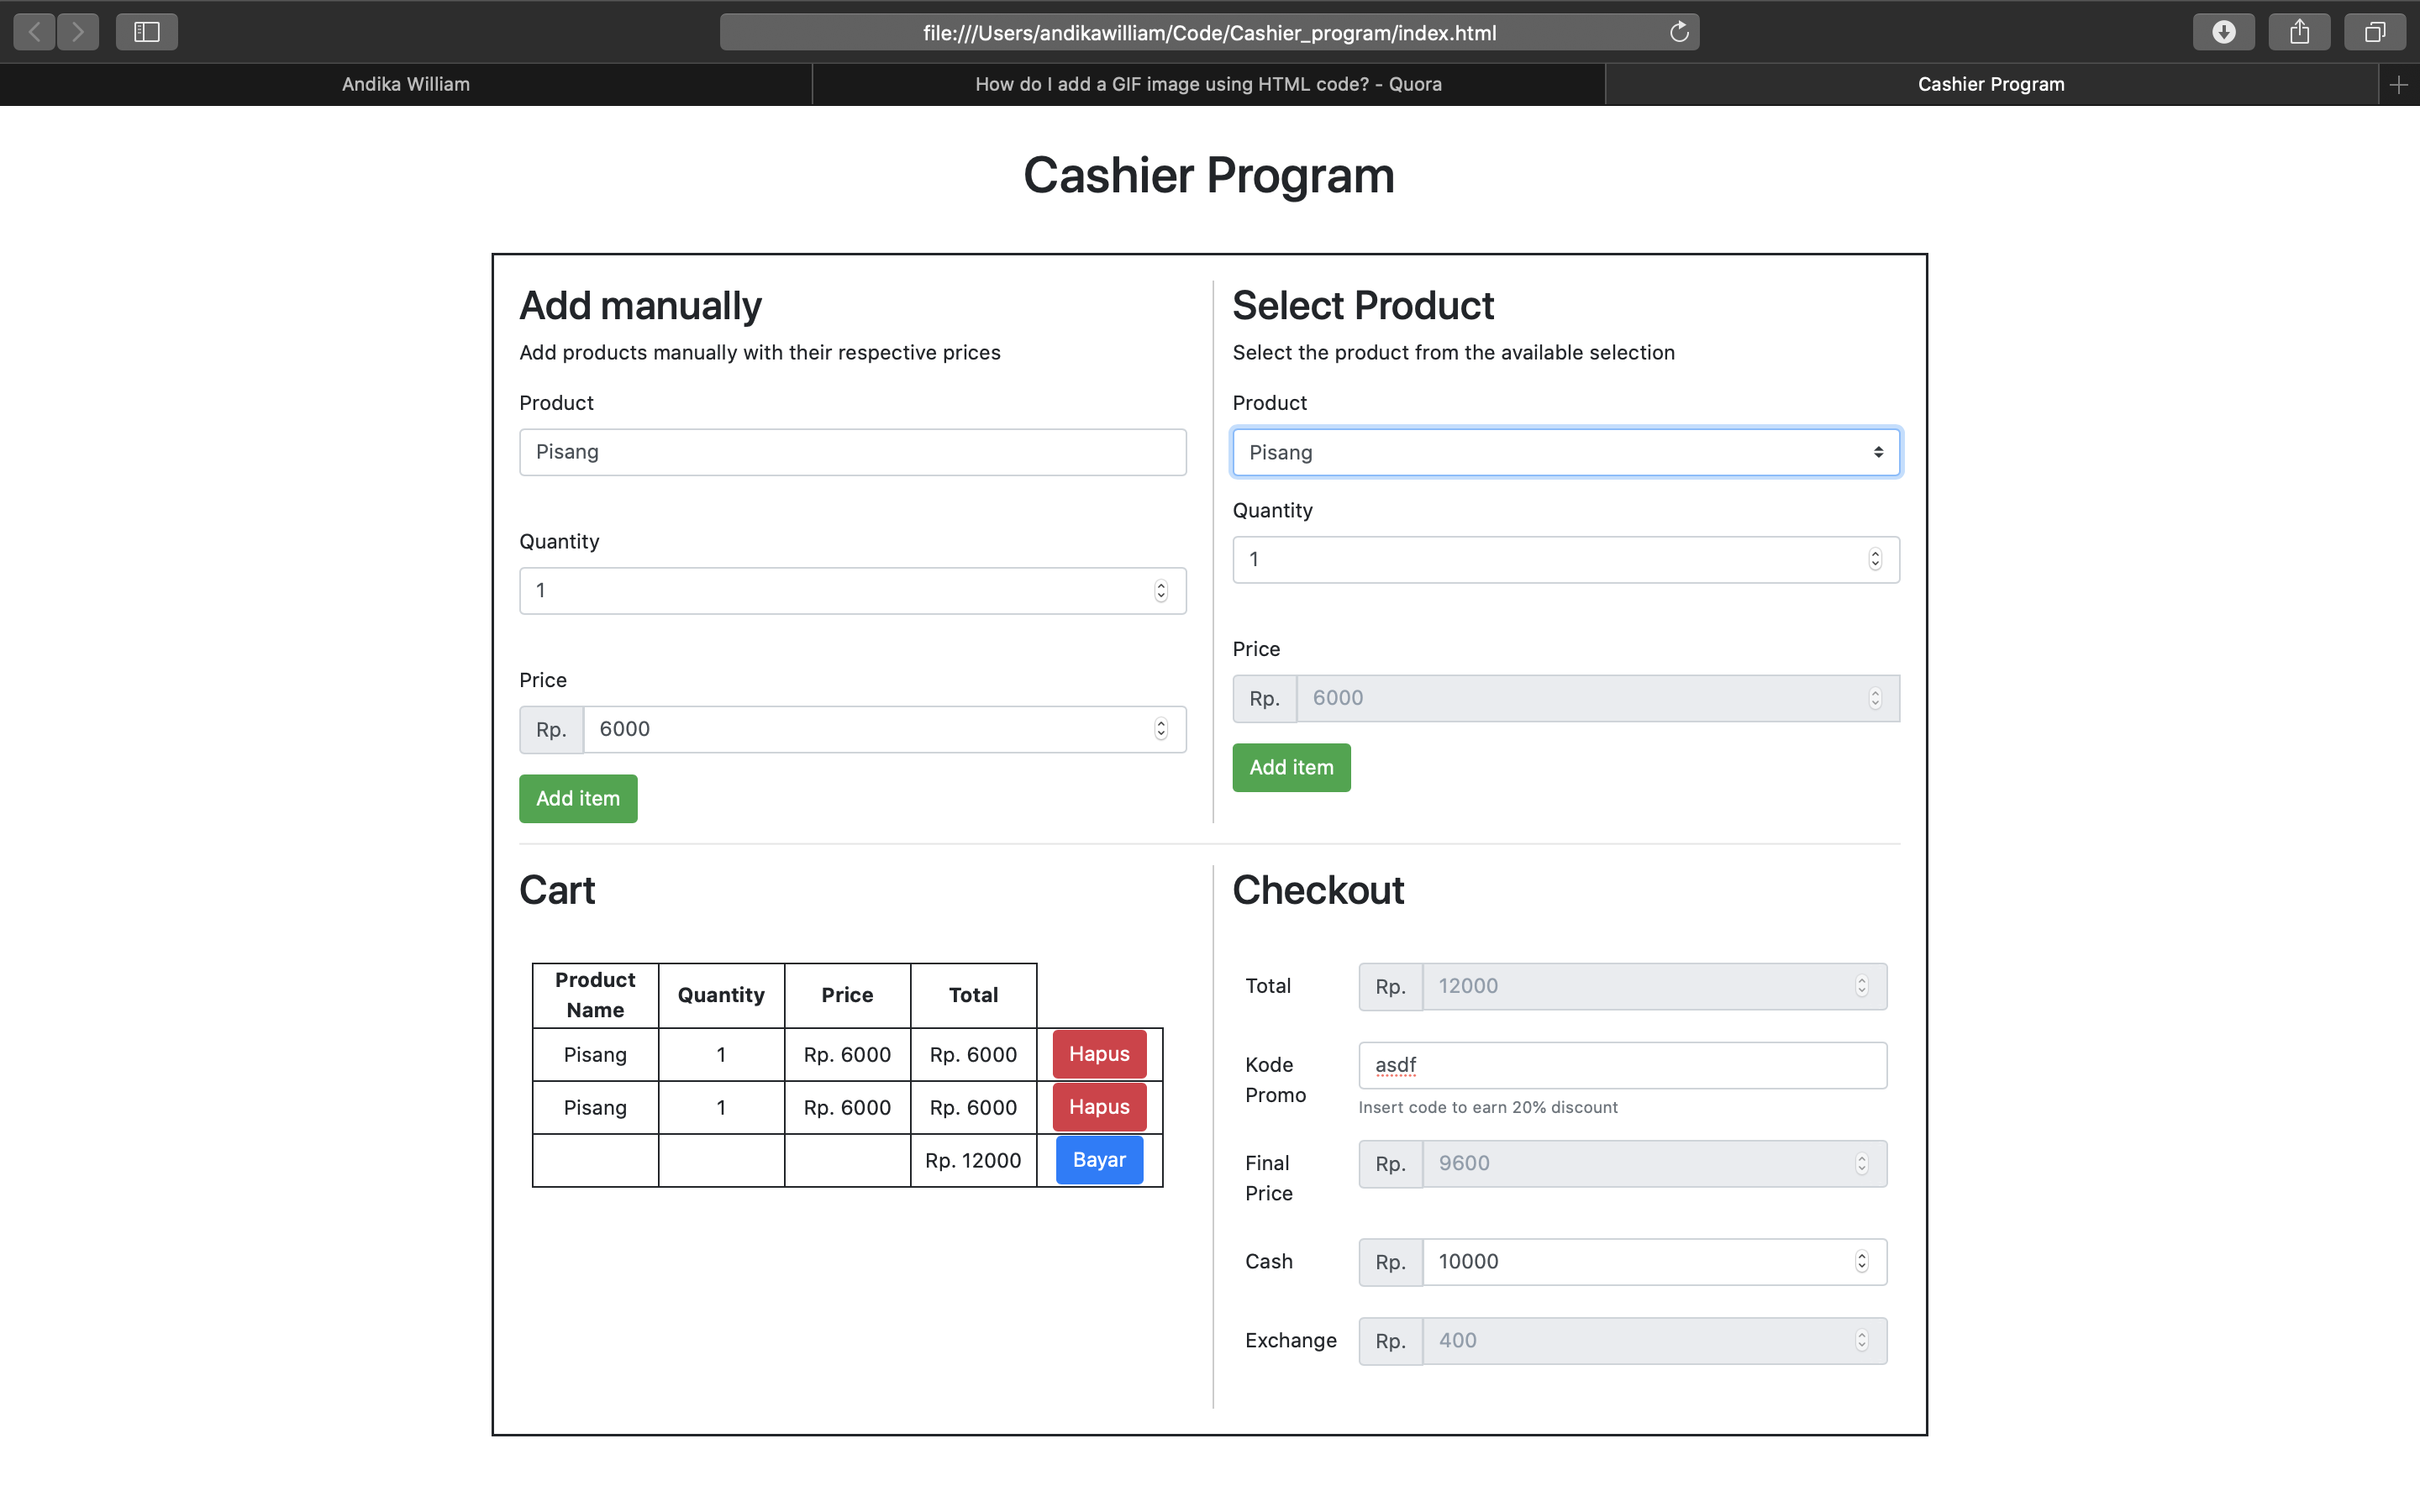 file:///Users/andikawilliam/Code/Cashier_program/index.html
Andika William
How do I add a GIF image using HTML code? - Quora
Cashier Program
Cashier Program
Add manually
Add products manually with their respective prices
Product
Pisang
Quantity
1
Price
Rp. 6000
Add item
Select Product
Select the product from the available selection
Product
Pisang
Quantity
1
Price
Rp. 6000
Add item
Cart
Product Name Quantity Price Total
Pisang 1 Rp. 6000 Rp. 6000 Hapus
Pisang 1 Rp. 6000 Rp. 6000 Hapus
Rp. 12000 Bayar
Checkout
Total Rp. 12000
Kode Promo asdf
Insert code to earn 20% discount
Final Price Rp. 9600
Cash Rp. 10000
Exchange Rp. 400